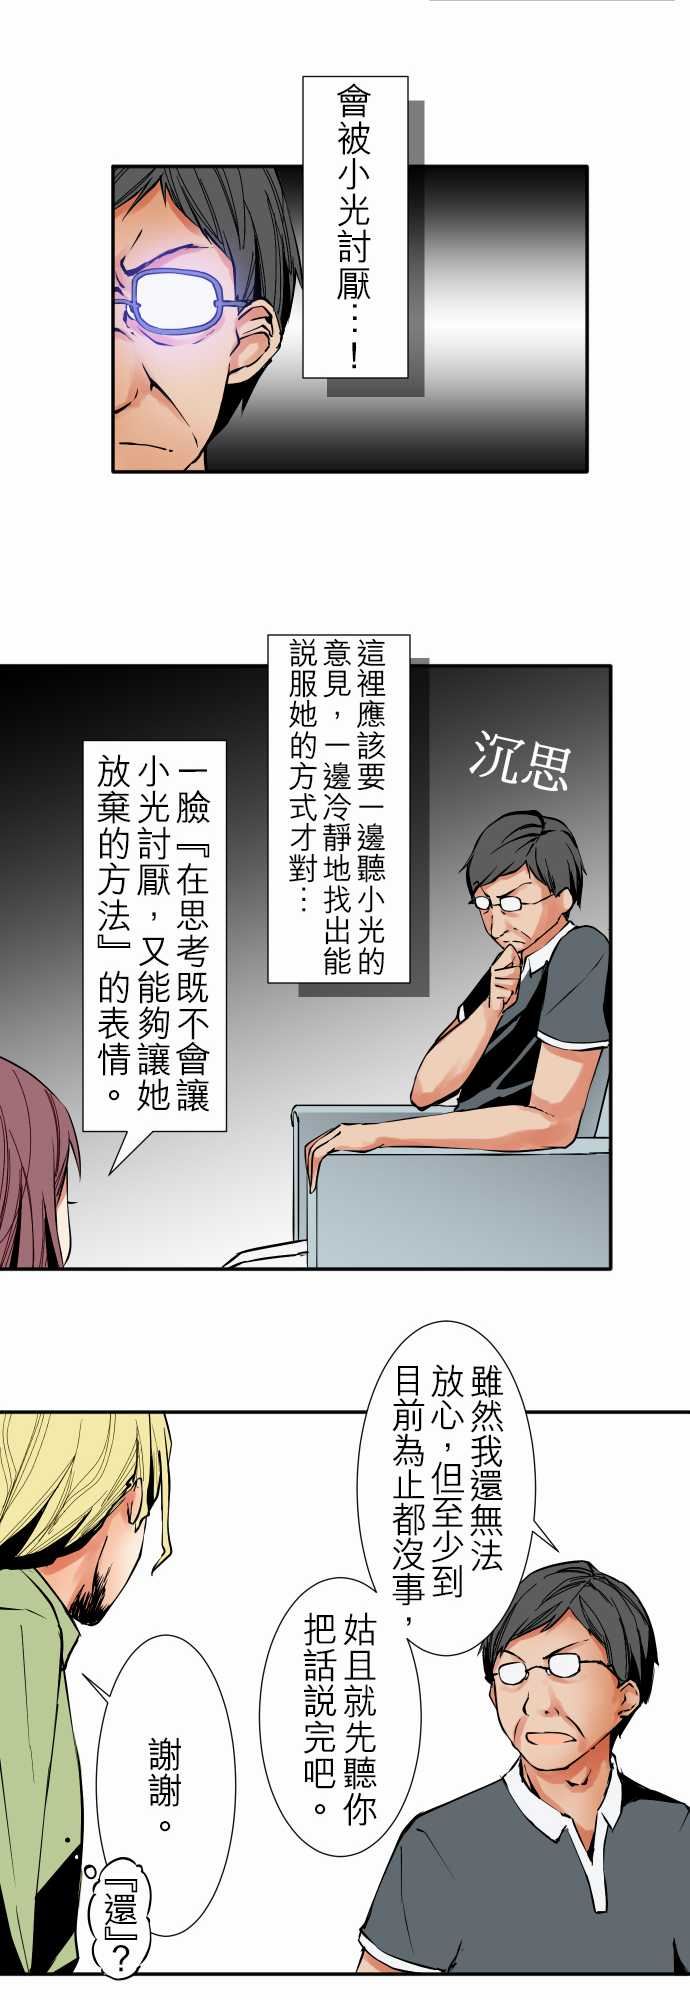 會被小光討厭…！
這裡應該要一邊聽小光的
意見，一邊冷靜地找出能
説服她的方式才對…
沉思
一臉『在思考既不會讓
小光討厭，又能夠讓她
放棄的方法』的表情。
雖然我還無法
放心，但至少到
目前為止都沒事，
姑且就先聽你
把話説完吧。
謝謝。
『還』？